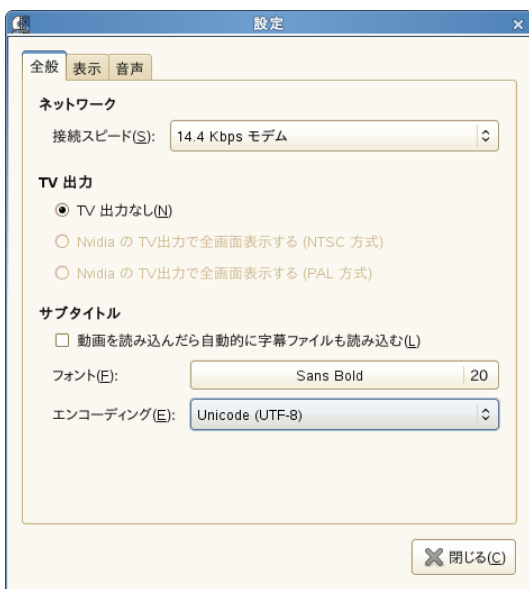 設定
全般 表示 音声
ネットワーク
接続スピード(S): 14.4 Kbps モデム
TV 出力
TV 出力なし(N)
Nvidia の TV出力で全画面表示する (NTSC 方式)
Nvidia の TV出力で全画面表示する (PAL 方式)
サブタイトル
動画を読み込んだら自動的に字幕ファイルも読み込む(L)
フォント(F): Sans Bold 20
エンコーディング(E): Unicode (UTF-8)
閉じる(C)